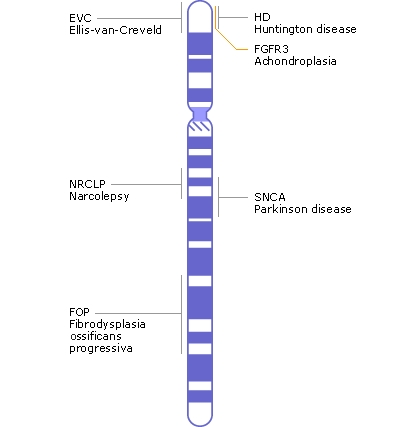 EVC
Ellis-van-Creveld
HD
Huntington disease
FGFR3
Achondroplasia
NRCLP
Narcolepsy
SNCA
Parkinson disease
FOP
Fibrodysplasia
ossificans
progressiva